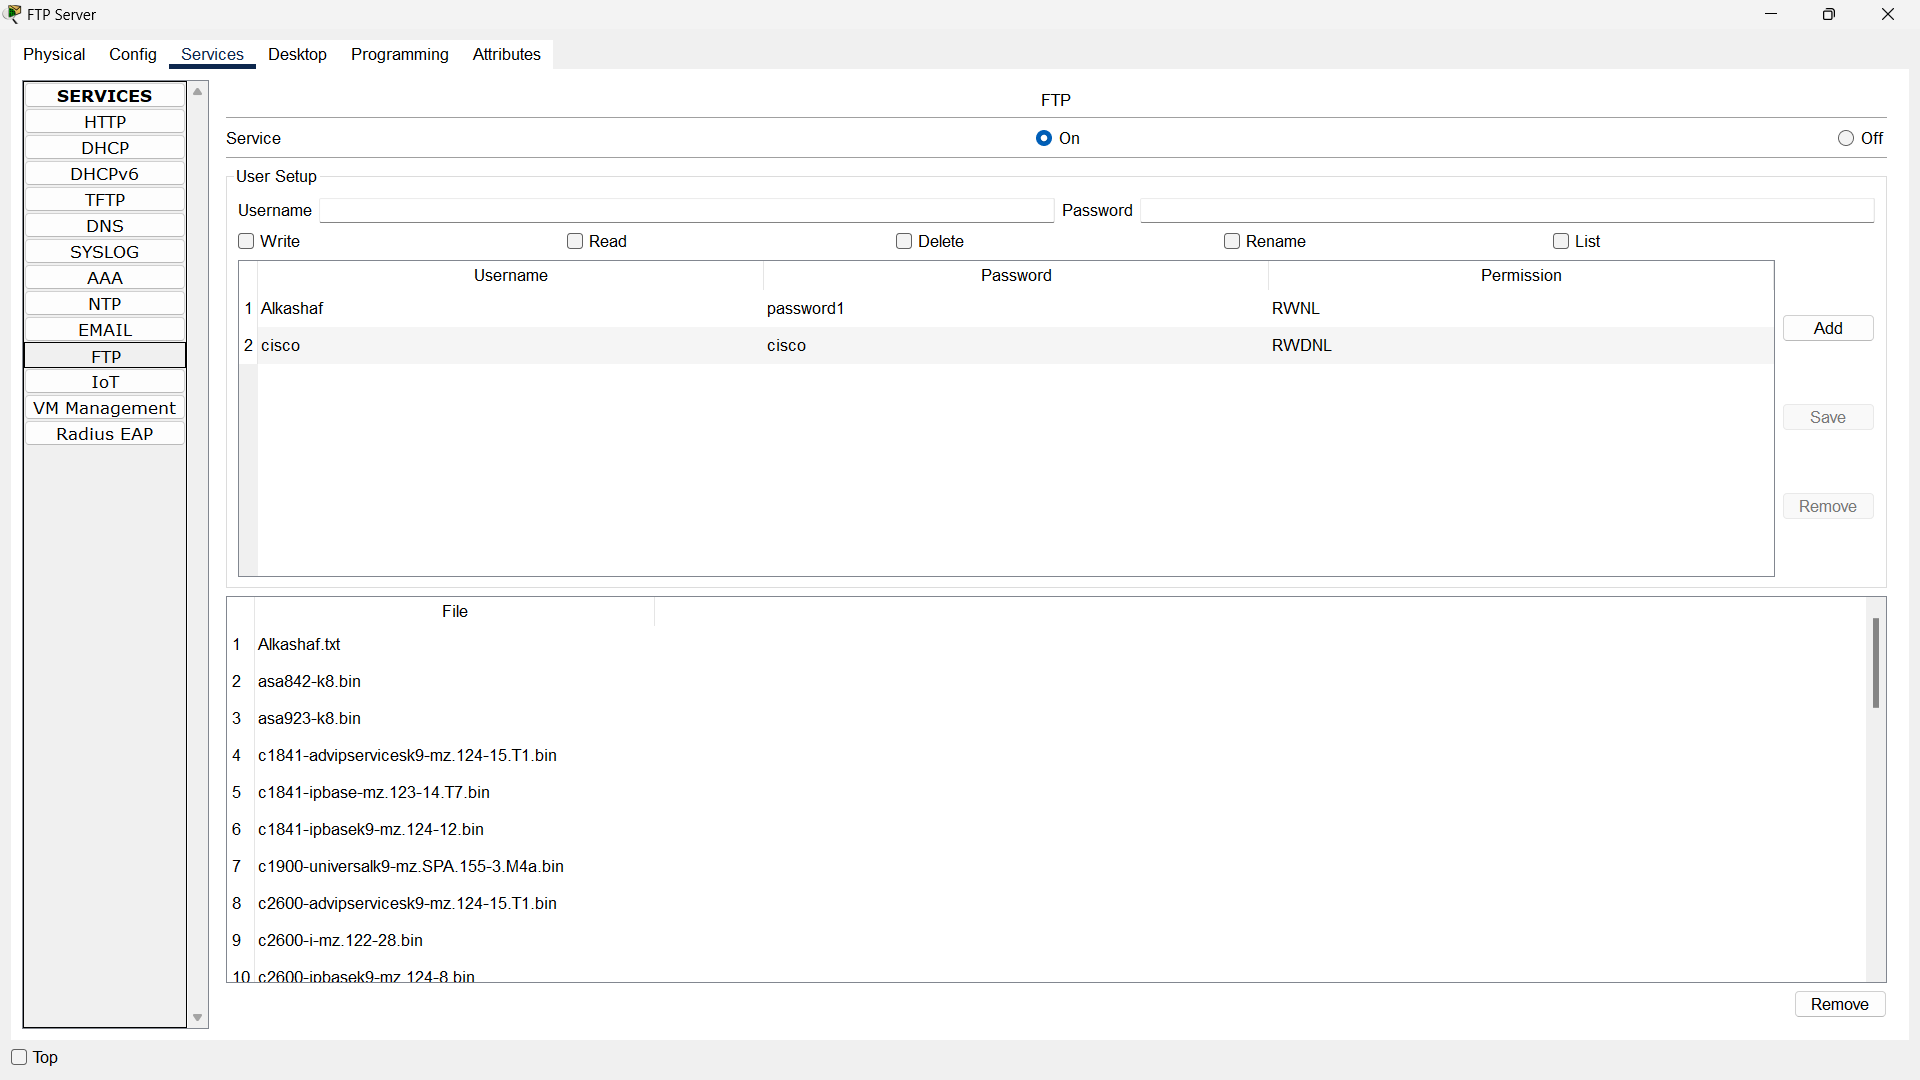 FTP Server
Physical Config Services Desktop Programming Attributes
SERVICES
HTTP
DHCP
DHCPv6
TFTP
DNS
SYSLOG
AAA
NTP
EMAIL
FTP
IoT
VM Management
Radius EAP
FTP
Service On Off
User Setup
Username Password
Write Read Delete Rename List
Username Password Permission
1 Alkashaf password1 RWNL
2 cisco cisco RWDNL
Add
Save
Remove
File
1 Alkashaf.txt
2 asa842-k8.bin
3 asa923-k8.bin
4 c1841-advipservicesk9-mz.124-15.T1.bin
5 c1841-ipbase-mz.123-14.T7.bin
6 c1841-ipbasek9-mz.124-12.bin
7 c1900-universalk9-mz.SPA.155-3.M4a.bin
8 c2600-advipservicesk9-mz.124-15.T1.bin
9 c2600-i-mz.122-28.bin
10 c2600-ipbasek9-mz.124-8.bin
Remove
Top